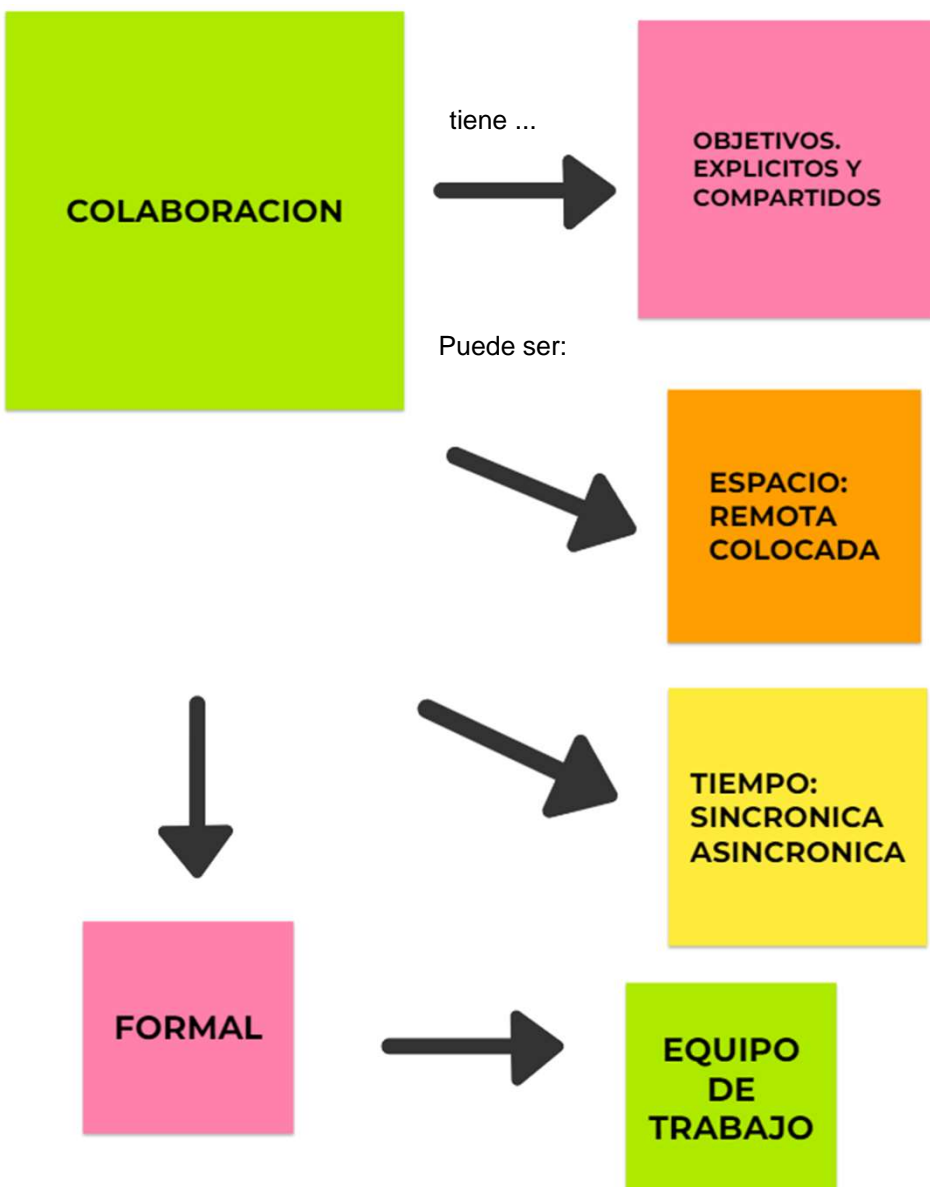 COLABORACION
tiene ...
OBJETIVOS.
EXPLICITOS Y
COMPARTIDOS
Puede ser:
ESPACIO:
REMOTA
COLOCADA
TIEMPO:
SINCRONICA
ASINCRONICA
FORMAL
EQUIPO
DE
TRABAJO